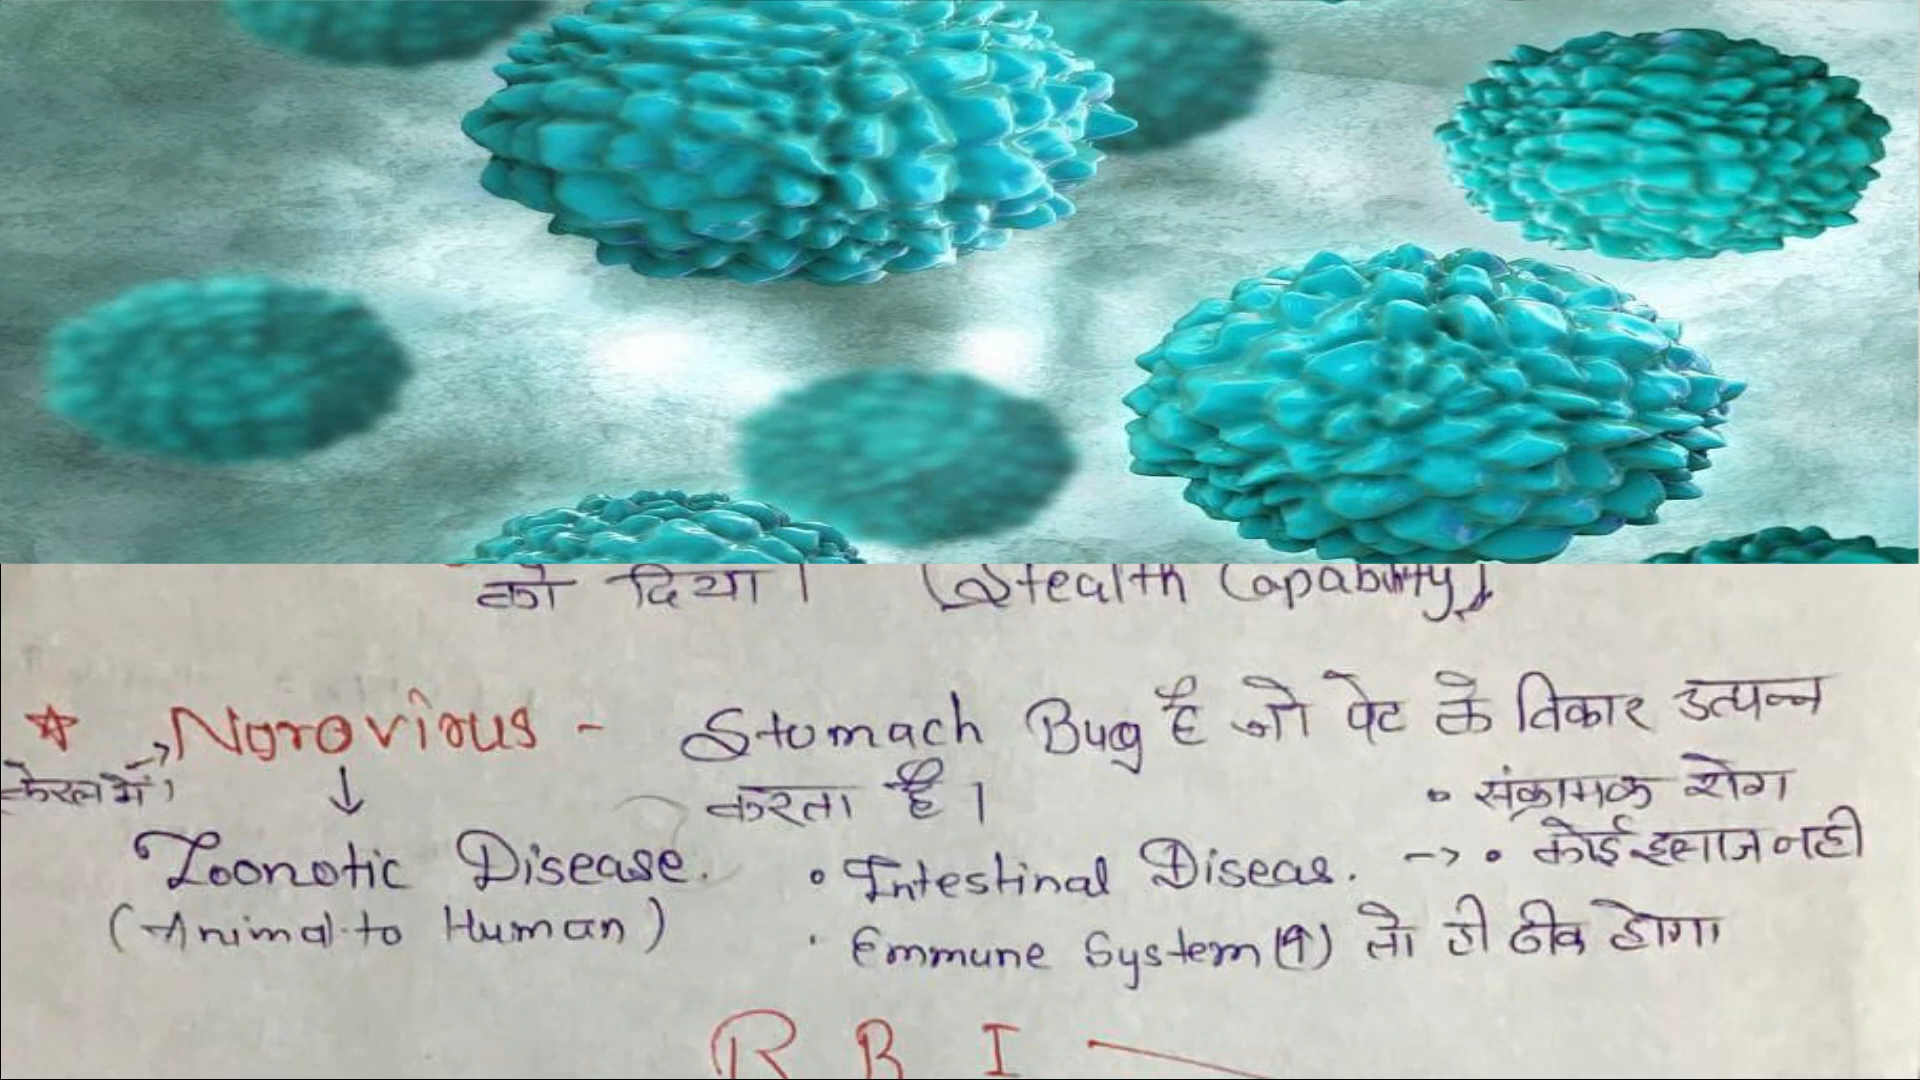 को दिया। (Stealth Capability)
* Norovirus - Stomach Bug है जो पेट के विकार उत्पन्न
केरल में। करता है। • संक्रामक रोग
Zoonotic Disease. • Intestinal Diseas. -> • कोई इलाज नही
(Animal to Human) • Emmune System (↑) तो ही ठीक होगा
R B I